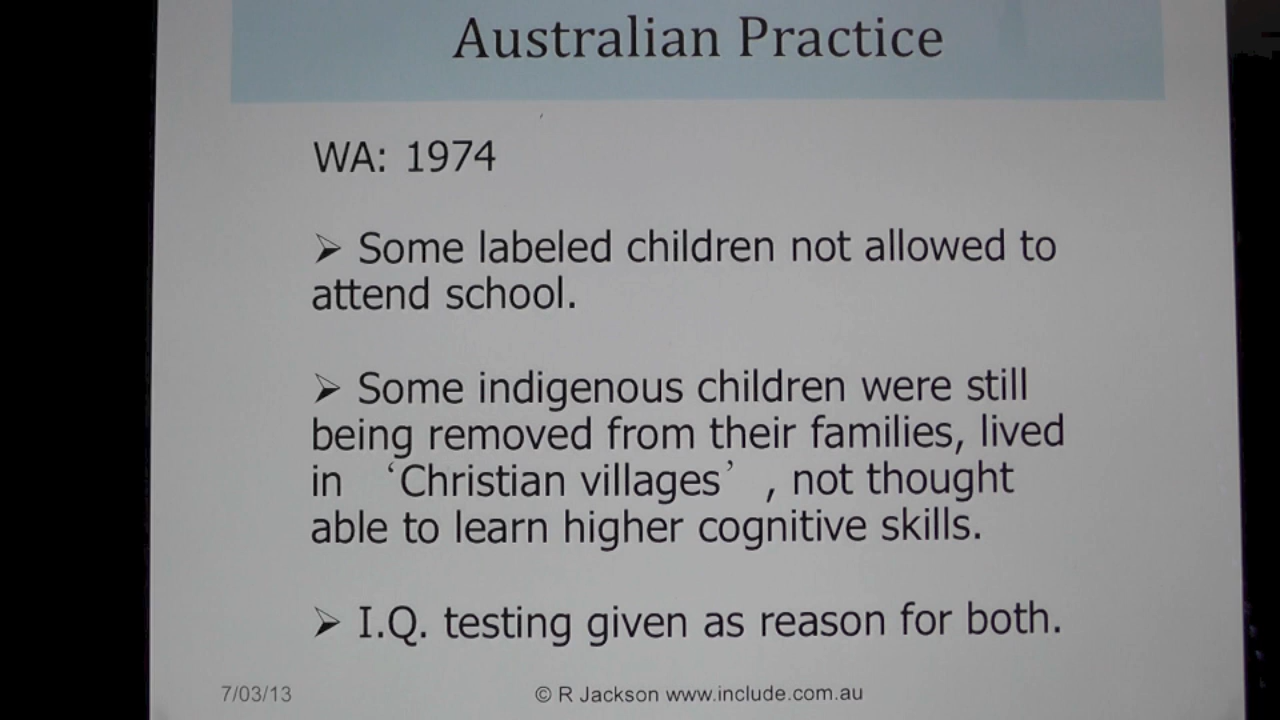 Australian Practice
WA: 1974
➢ Some labeled children not allowed to
attend school.
➢ Some indigenous children were still
being removed from their families, lived
in ‘Christian villages’ , not thought
able to learn higher cognitive skills.
➢ I.Q. testing given as reason for both.
7/03/13
© R Jackson www.include.com.au